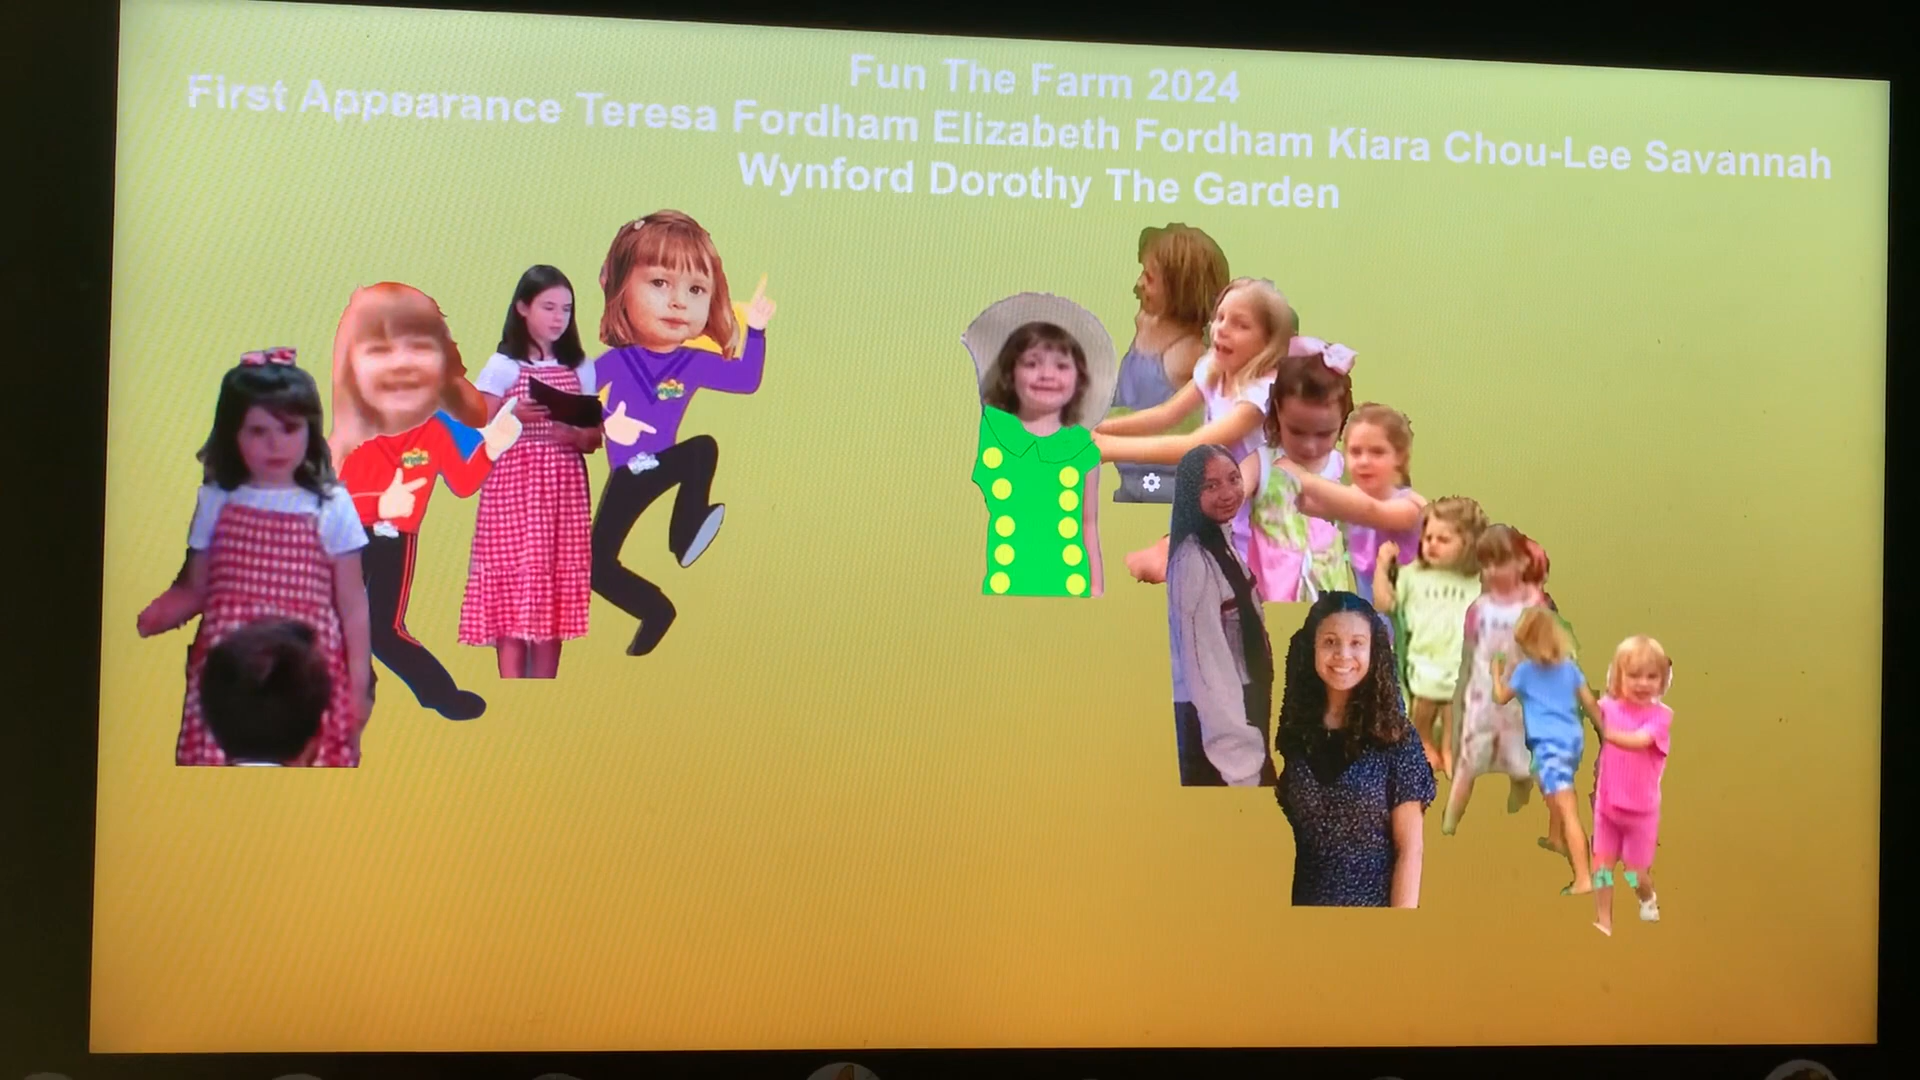 Fun The Farm 2024
First Appearance Teresa Fordham Elizabeth Fordham Kiara Chou-Lee Savannah
Wynford Dorothy The Garden